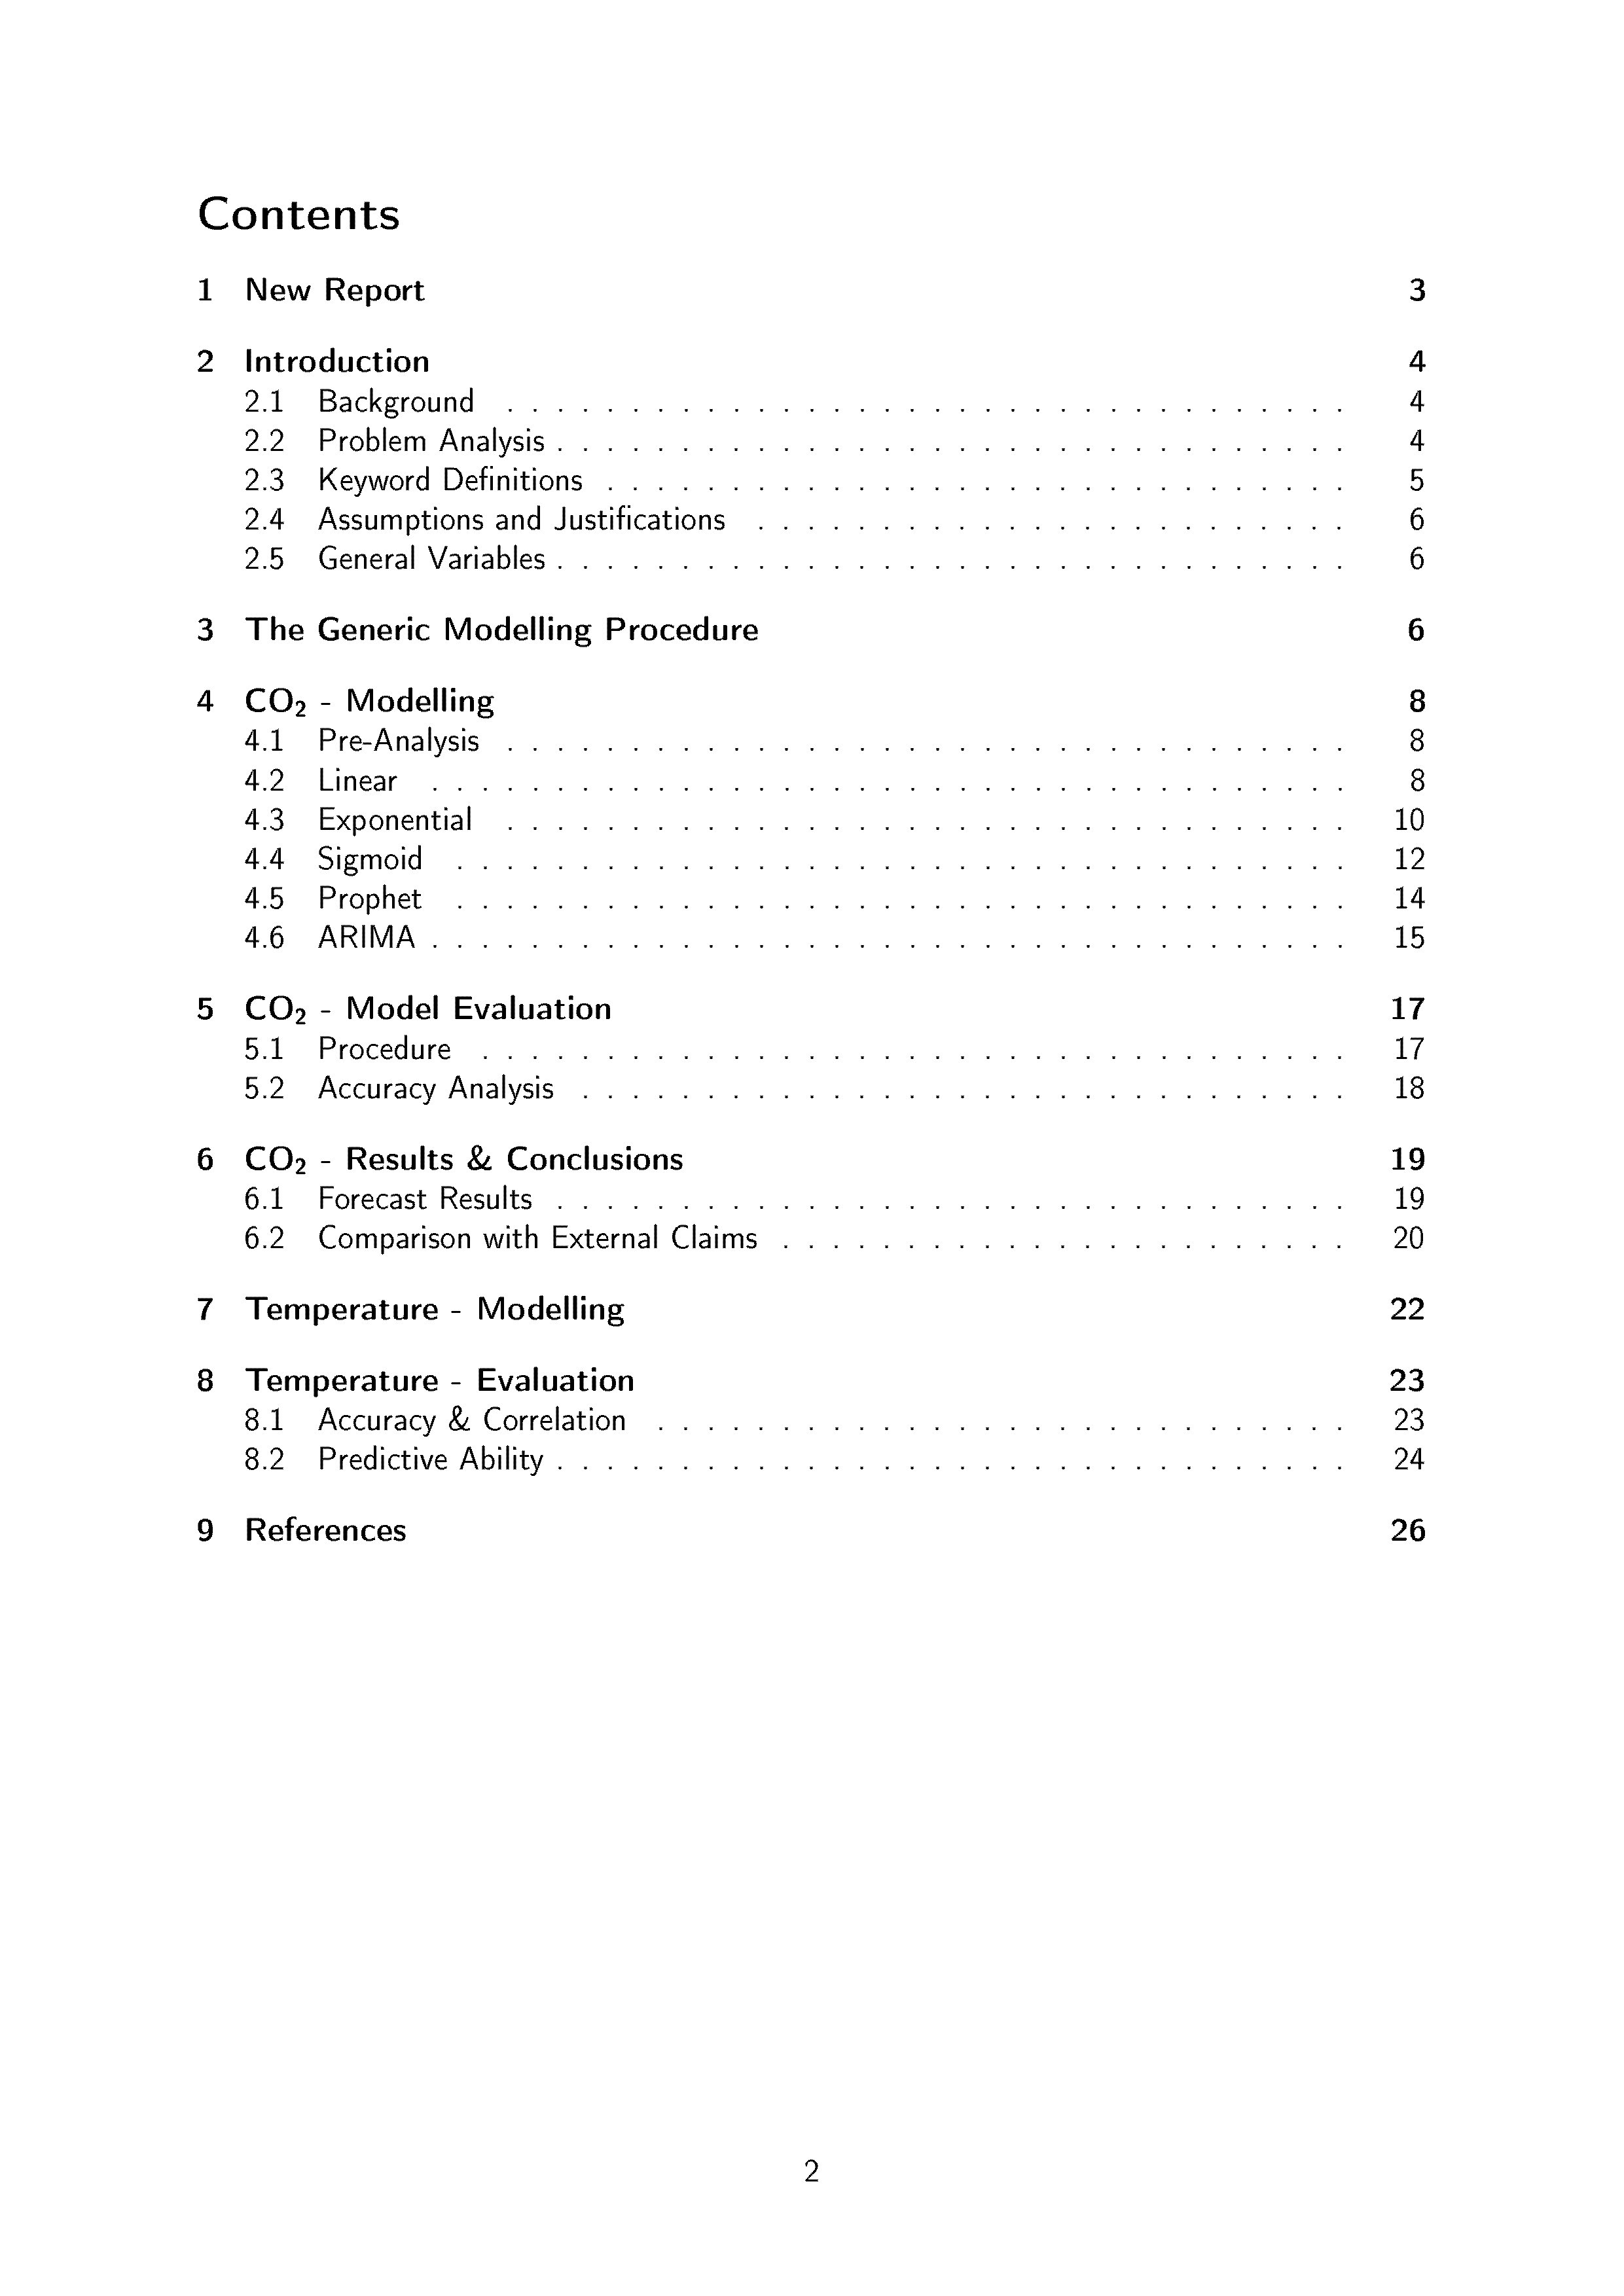 Contents
1 New Report 3
2 Introduction 4
2.1 Background . . . . . . . . . . . . . . . . . . . . . . . . . . . . . . . . . . 4
2.2 Problem Analysis . . . . . . . . . . . . . . . . . . . . . . . . . . . . . . . . 4
2.3 Keyword Definitions . . . . . . . . . . . . . . . . . . . . . . . . . . . . . . 5
2.4 Assumptions and Justifications . . . . . . . . . . . . . . . . . . . . . . . . 6
2.5 General Variables . . . . . . . . . . . . . . . . . . . . . . . . . . . . . . . . 6
3 The Generic Modelling Procedure 6
4 CO₂ - Modelling 8
4.1 Pre-Analysis . . . . . . . . . . . . . . . . . . . . . . . . . . . . . . . . . . 8
4.2 Linear . . . . . . . . . . . . . . . . . . . . . . . . . . . . . . . . . . . . . 8
4.3 Exponential . . . . . . . . . . . . . . . . . . . . . . . . . . . . . . . . . . 10
4.4 Sigmoid . . . . . . . . . . . . . . . . . . . . . . . . . . . . . . . . . . . . 12
4.5 Prophet . . . . . . . . . . . . . . . . . . . . . . . . . . . . . . . . . . . . 14
4.6 ARIMA . . . . . . . . . . . . . . . . . . . . . . . . . . . . . . . . . . . . . 15
5 CO₂ - Model Evaluation 17
5.1 Procedure . . . . . . . . . . . . . . . . . . . . . . . . . . . . . . . . . . . 17
5.2 Accuracy Analysis . . . . . . . . . . . . . . . . . . . . . . . . . . . . . . . 18
6 CO₂ - Results & Conclusions 19
6.1 Forecast Results . . . . . . . . . . . . . . . . . . . . . . . . . . . . . . . . 19
6.2 Comparison with External Claims . . . . . . . . . . . . . . . . . . . . . . . 20
7 Temperature - Modelling 22
8 Temperature - Evaluation 23
8.1 Accuracy & Correlation . . . . . . . . . . . . . . . . . . . . . . . . . . . . 23
8.2 Predictive Ability . . . . . . . . . . . . . . . . . . . . . . . . . . . . . . . . 24
9 References 26
2